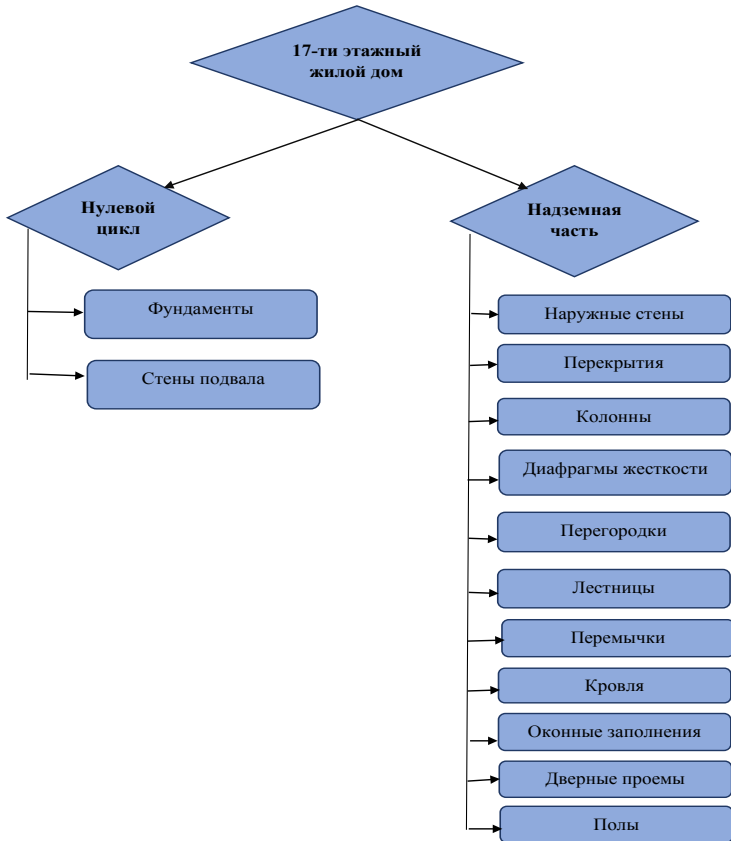 17-ти этажный
жилой дом
Нулевой
цикл
Фундаменты
Стены подвала
Надземная
часть
Наружные стены
Перекрытия
Колонны
Диафрагмы жесткости
Перегородки
Лестницы
Перемычки
Кровля
Оконные заполнения
Дверные проемы
Полы